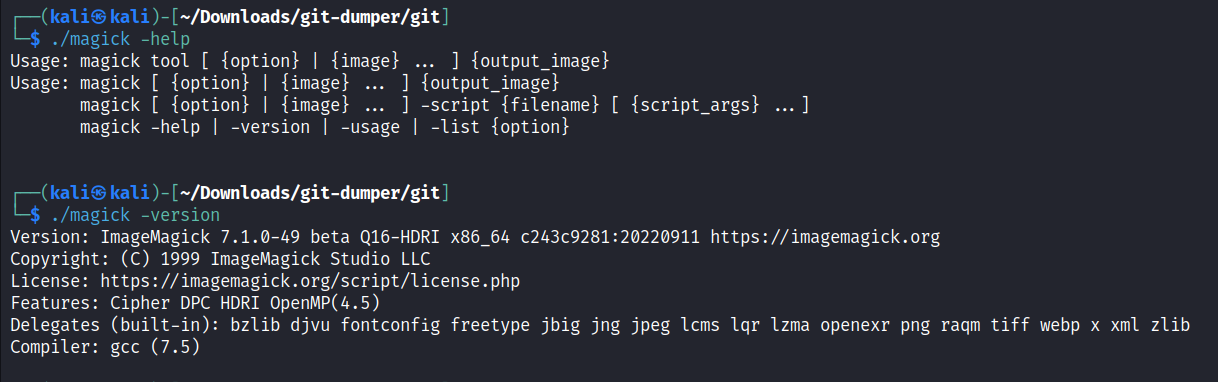 ┌──(kali㉿kali)-[~/Downloads/git-dumper/git]
└─$ ./magick -help
Usage: magick tool [ {option} | {image} ... ] {output_image}
Usage: magick [ {option} | {image} ... ] {output_image}
       magick [ {option} | {image} ... ] -script {filename} [ {script_args} ...]
       magick -help | -version | -usage | -list {option}
┌──(kali㉿kali)-[~/Downloads/git-dumper/git]
└─$ ./magick -version
Version: ImageMagick 7.1.0-49 beta Q16-HDRI x86_64 c243c9281:20220911 https://imagemagick.org
Copyright: (C) 1999 ImageMagick Studio LLC
License: https://imagemagick.org/script/license.php
Features: Cipher DPC HDRI OpenMP(4.5)
Delegates (built-in): bzlib djvu fontconfig freetype jbig jng jpeg lcms lqr lzma openexr png raqm tiff webp x xml zlib
Compiler: gcc (7.5)